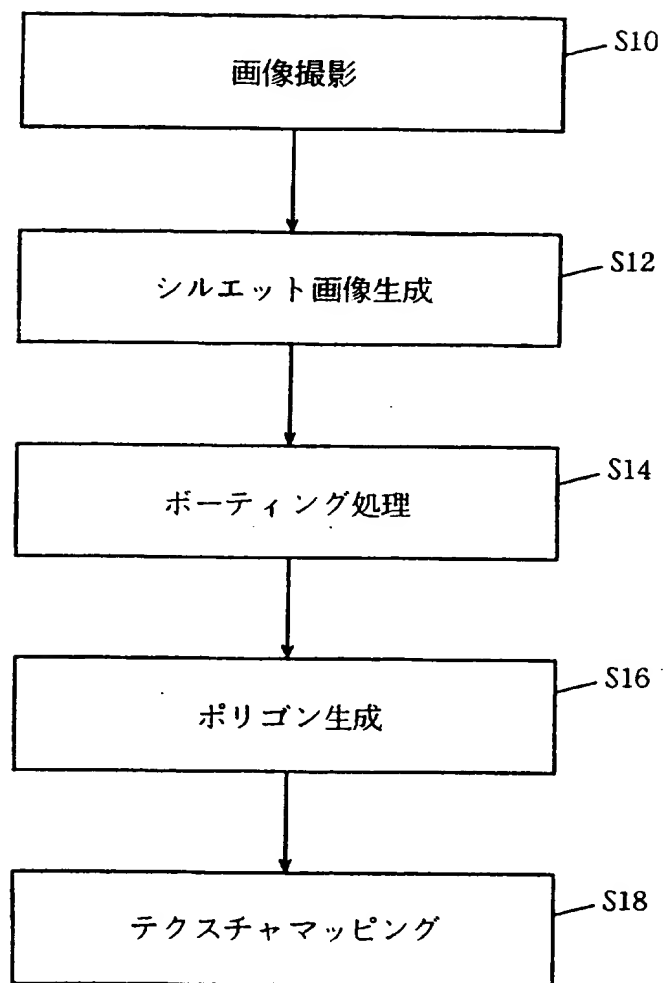 画像撮影
S10
シルエット画像生成
S12
ボーティング処理
S14
ポリゴン生成
S16
テクスチャマッピング
S18